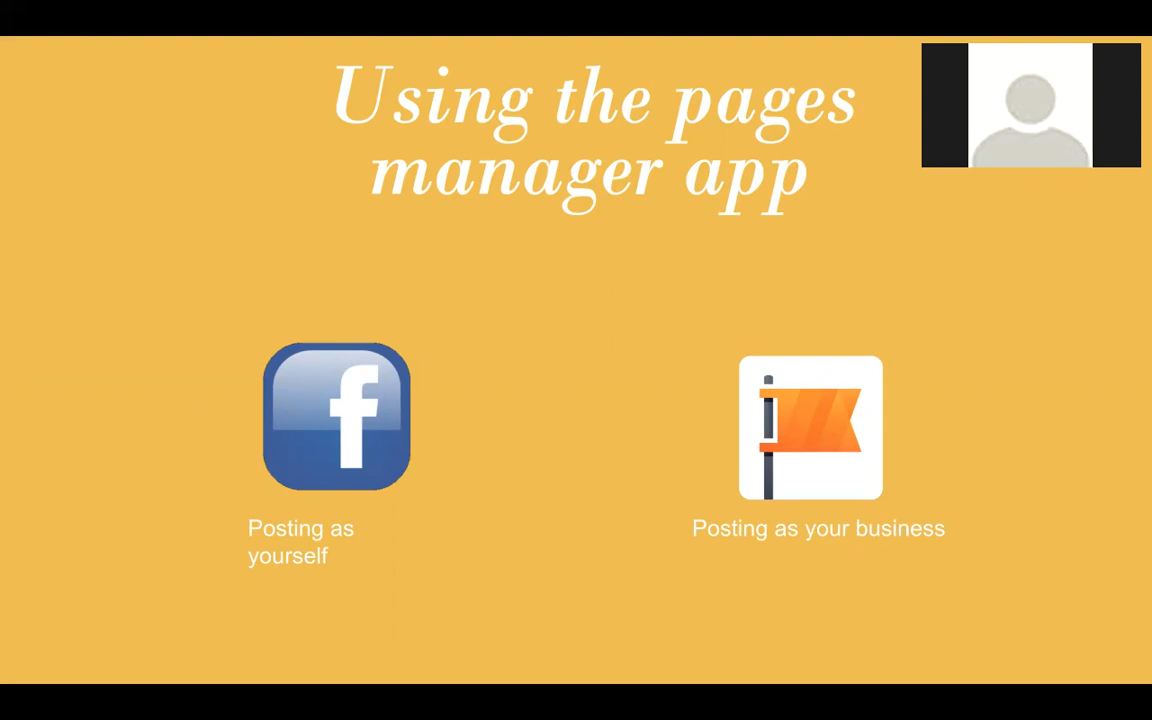 Using the pages
manager app
f
Posting as
yourself
Posting as your business